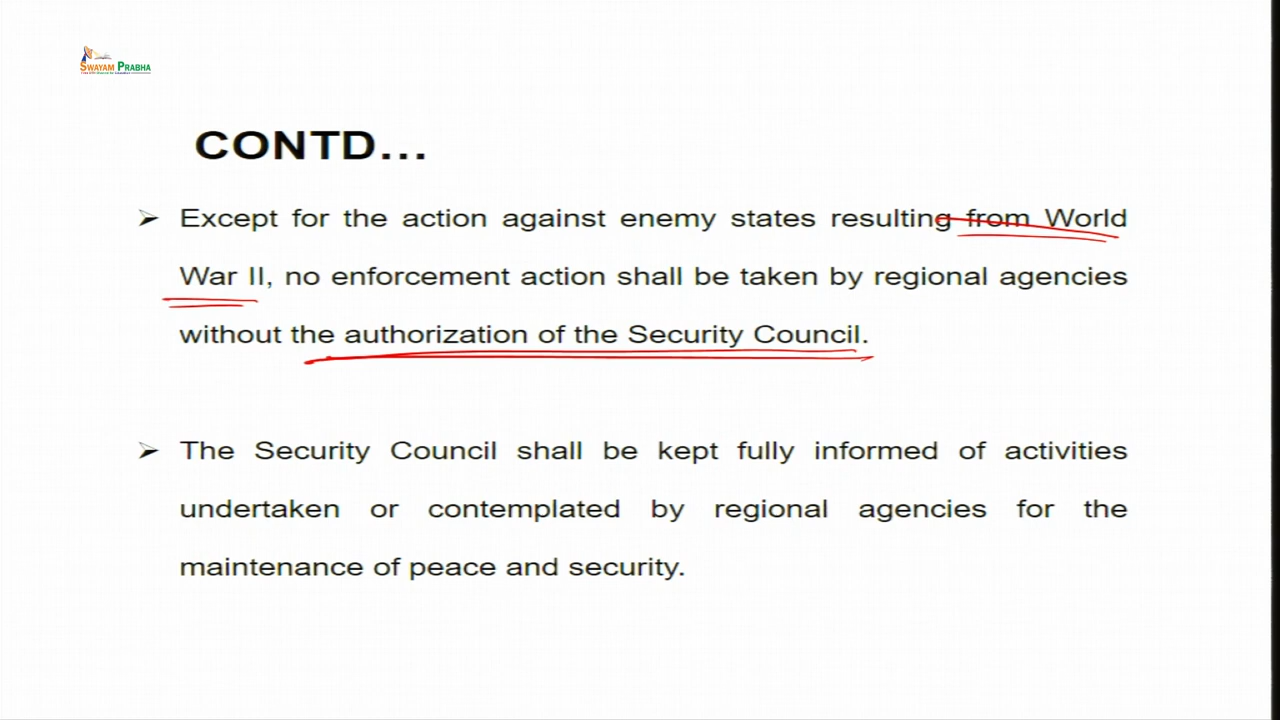 SWAYAM PRABHA
CONTD...
➢ Except for the action against enemy states resulting from World
War II, no enforcement action shall be taken by regional agencies
without the authorization of the Security Council.
➢ The Security Council shall be kept fully informed of activities
undertaken or contemplated by regional agencies for the
maintenance of peace and security.